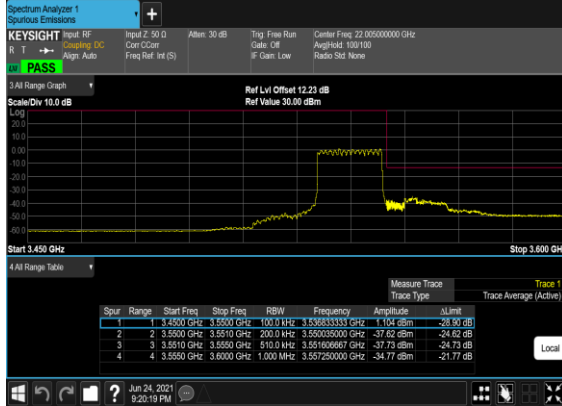 Spectrum Analyzer 1
Spurious Emissions
+
KEYSIGHT Input: RF Input Z: 50 Ω Atten: 30 dB Trig: Free Run Center Freq: 22.005000000 GHz
R T Coupling: DC Corr CCorr Gate: Off Avg|Hold: 100/100
Align: Auto Freq Ref: Int (S) IF Gain: Low Radio Std: None
PASS
3 All Range Graph Ref Lvl Offset 12.23 dB
Scale/Div 10.0 dB Ref Value 30.00 dBm
Log
20.0
10.0
0.00
-10.0
-20.0
-30.0
-40.0
-50.0
-60.0
Start 3.450 GHz Stop 3.600 GH
4 All Range Table
Measure Trace Trace 1
Trace Type Trace Average (Active)
Spur Range Start Freq Stop Freq RBW Frequency Amplitude ΔLimit
1 1 3.4500 GHz 3.5500 GHz 100.0 kHz 3.536833333 GHz 1.104 dBm -28.90 dB
2 2 3.5500 GHz 3.5510 GHz 200.0 kHz 3.550035000 GHz -37.62 dBm -24.62 dB
3 3 3.5510 GHz 3.5550 GHz 510.0 kHz 3.551606667 GHz -37.73 dBm -24.73 dB
4 4 3.5550 GHz 3.6000 GHz 1.000 MHz 3.557250000 GHz -34.77 dBm -21.77 dB
Local
? Jun 24, 2021
9:20:19 PM